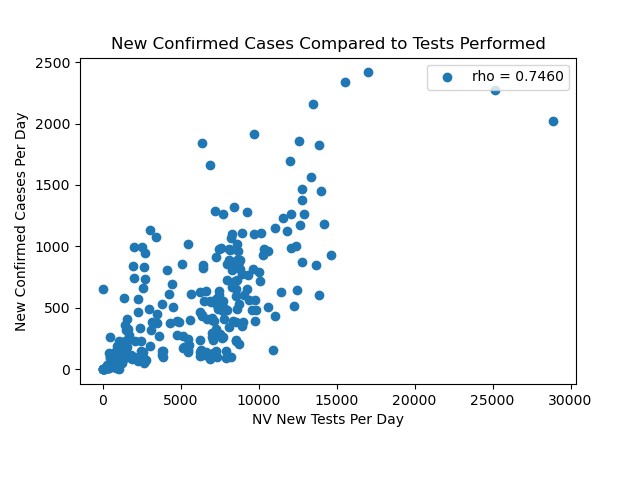 New Confirmed Cases Compared to Tests Performed
rho = 0.7460
New Confirmed Caeses Per Day
2500
2000
1500
1000
500
0
0 5000 10000 15000 20000 25000 30000
NV New Tests Per Day